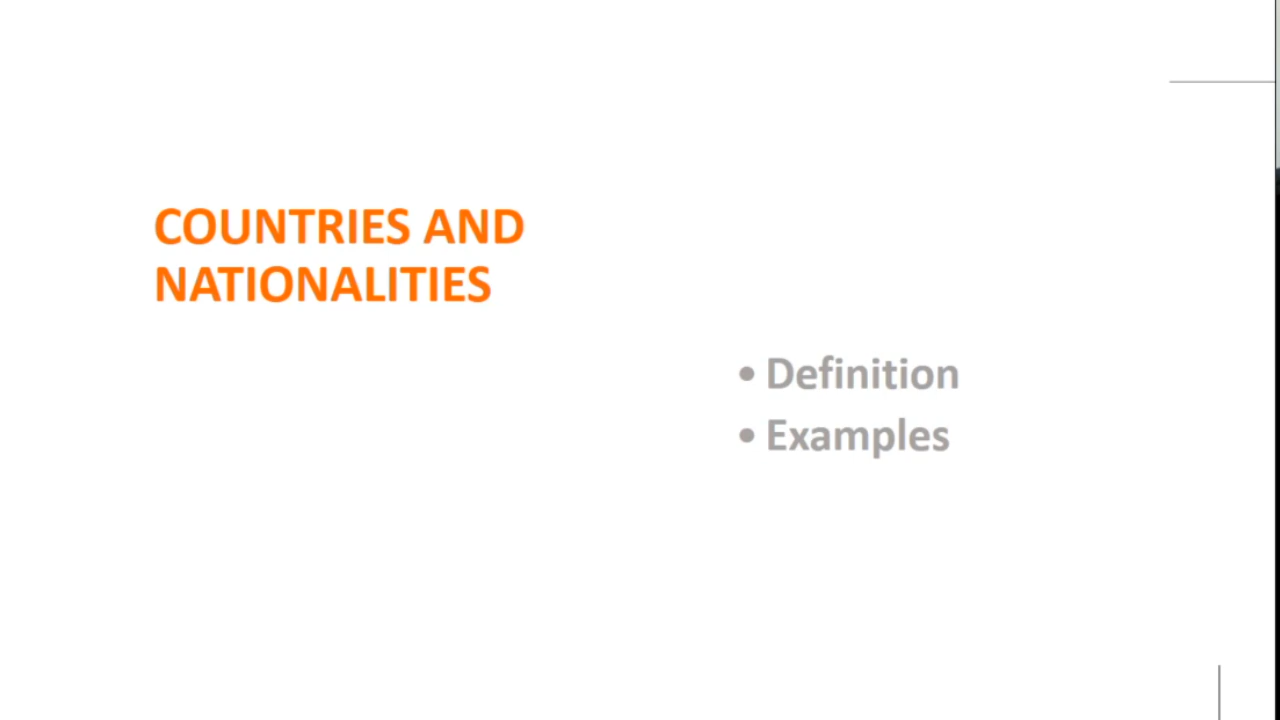 COUNTRIES AND
NATIONALITIES
• Definition
• Examples